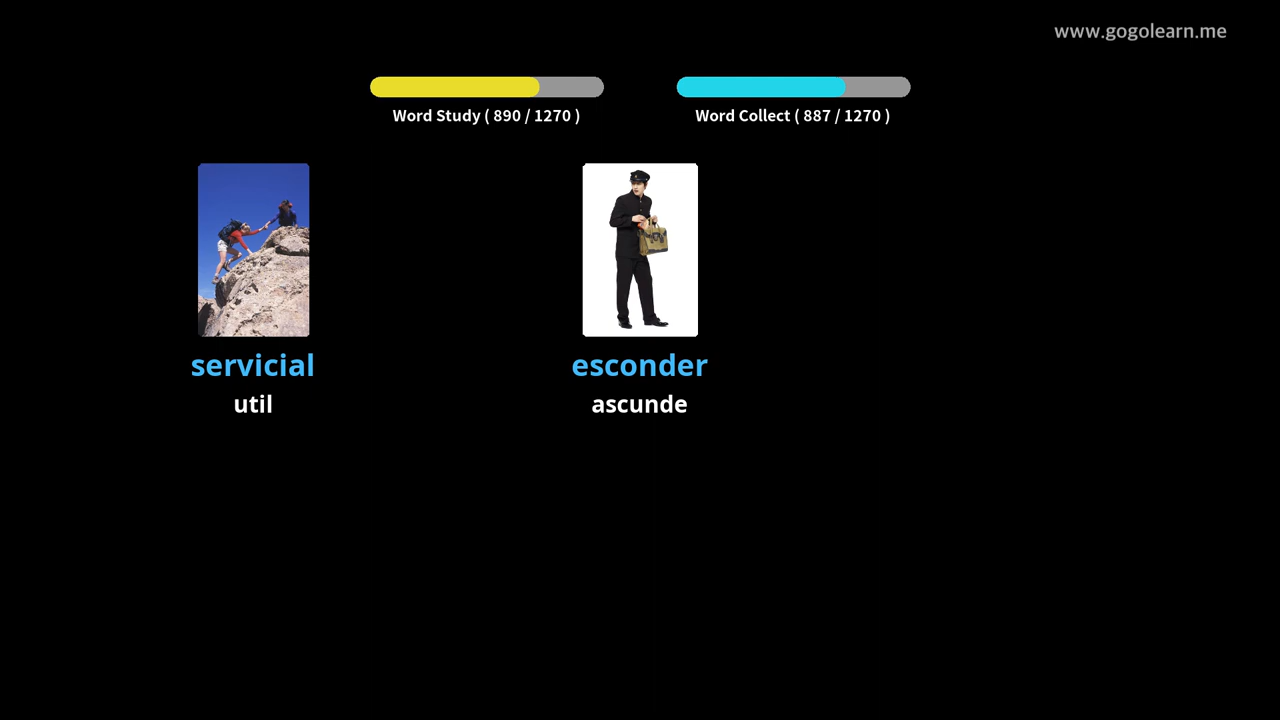 www.gogolearn.me
Word Study ( 890 / 1270 )
Word Collect ( 887 / 1270 )
servicial
util
esconder
ascunde